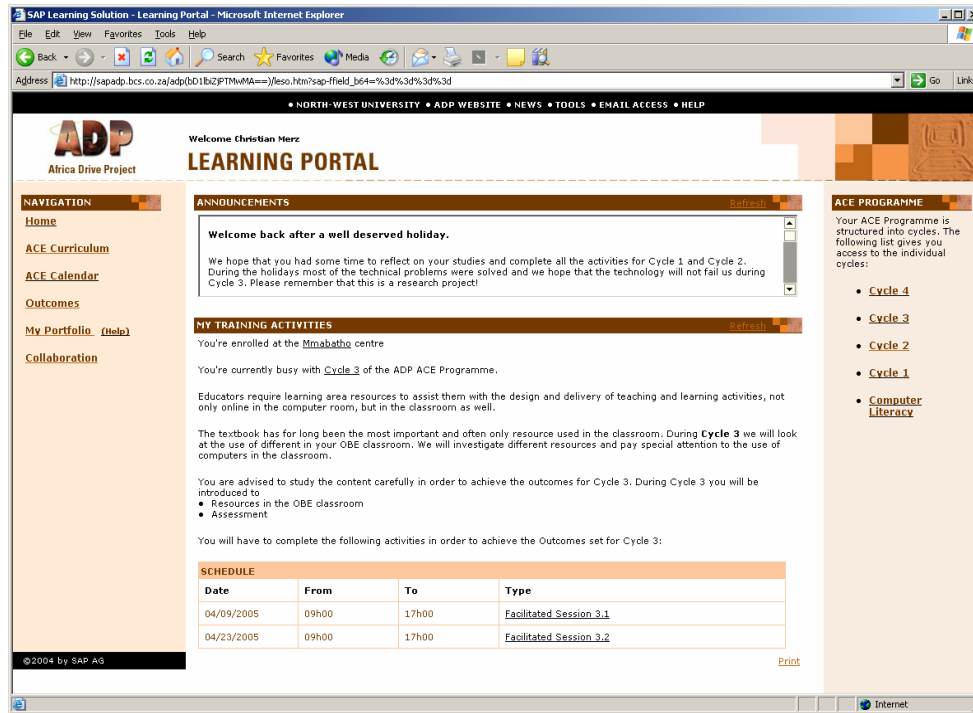 SAP Learning Solution - Learning Portal - Microsoft Internet Explorer
File Edit View Favorites Tools Help
Back Search Favorites Media
Address http://sapadp.bcs.co.za/adp(bD1lbiZjPTMwMA==)/leso.htm?sap-ffield_b64=%3d%3d%3d%3d Go Links
• NORTH-WEST UNIVERSITY • ADP WEBSITE • NEWS • TOOLS • EMAIL ACCESS • HELP
ADP
Africa Drive Project
Welcome Christian Merz
LEARNING PORTAL
NAVIGATION
Home
ACE Curriculum
ACE Calendar
Outcomes
My Portfolio (Help)
Collaboration
©2004 by SAP AG
ANNOUNCEMENTS Refresh
Welcome back after a well deserved holiday.
We hope that you had some time to reflect on your studies and complete all the activities for Cycle 1 and Cycle 2.
During the holidays most of the technical problems were solved and we hope that the technology will not fail us during
Cycle 3. Please remember that this is a research project!
MY TRAINING ACTIVITIES Refresh
You're enrolled at the Mmabatho centre
You're currently busy with Cycle 3 of the ADP ACE Programme.
Educators require learning area resources to assist them with the design and delivery of teaching and learning activities, not
only online in the computer room, but in the classroom as well.
The textbook has for long been the most important and often only resource used in the classroom. During Cycle 3 we will look
at the use of different in your OBE classroom. We will investigate different resources and pay special attention to the use of
computers in the classroom.
You are advised to study the content carefully in order to achieve the outcomes for Cycle 3. During Cycle 3 you will be
introduced to
• Resources in the OBE classroom
• Assessment
You will have to complete the following activities in order to achieve the Outcomes set for Cycle 3:
SCHEDULE
Date From To Type
04/09/2005 09h00 17h00 Facilitated Session 3.1
04/23/2005 09h00 17h00 Facilitated Session 3.2
Print
ACE PROGRAMME
Your ACE Programme is
structured into cycles. The
following list gives you
access to the individual
cycles:
• Cycle 4
• Cycle 3
• Cycle 2
• Cycle 1
• Computer
Literacy
Internet